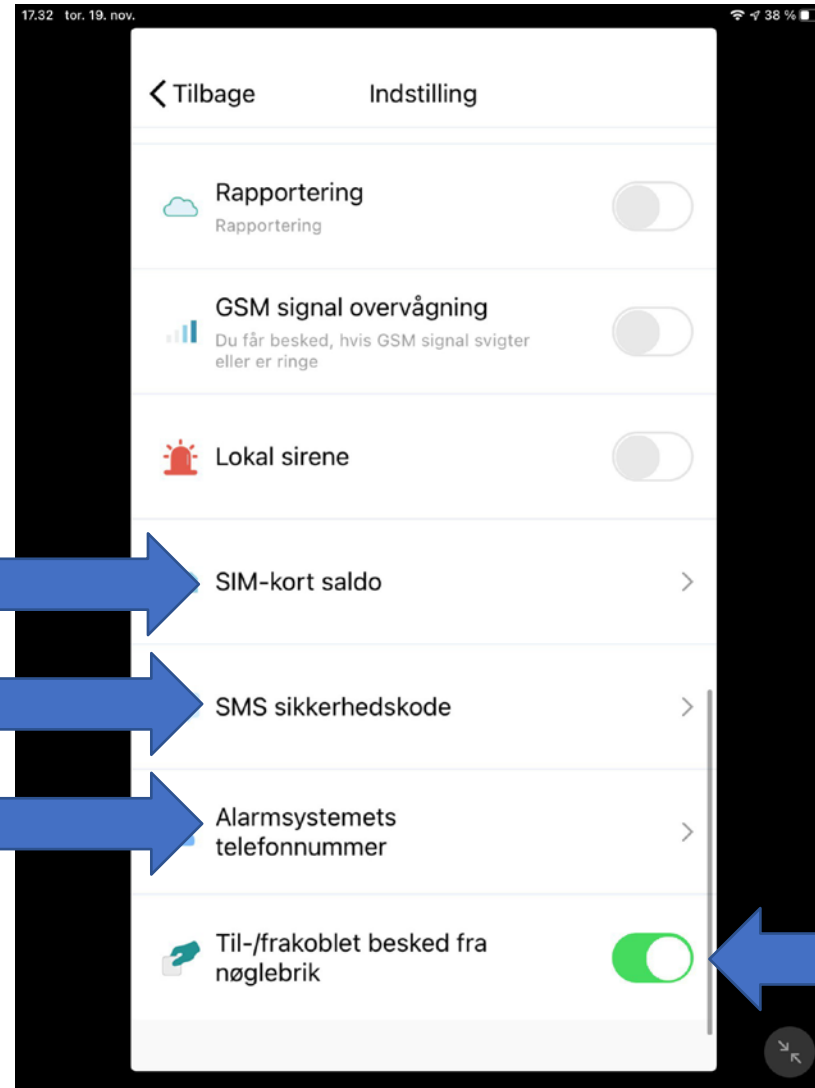 17.32 tor. 19. nov.
38 %
Tilbage
Indstilling
Rapportering
Rapportering
GSM signal overvågning
Du får besked, hvis GSM signal svigter
eller er ringe
Lokal sirene
SIM-kort saldo
SMS sikkerhedskode
Alarmsystemets
telefonnummer
Til-/frakoblet besked fra
nøglebrik